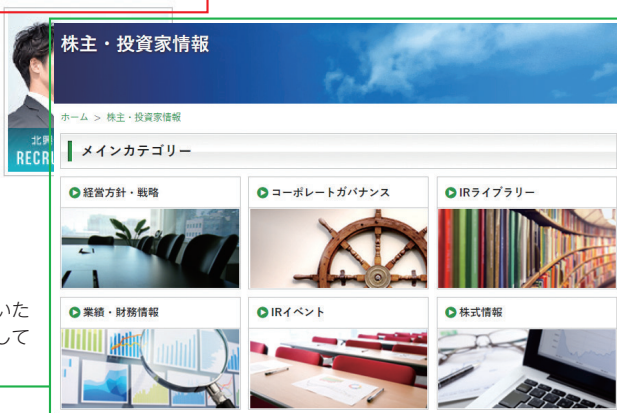 株主・投資家情報
ホーム ＞ 株主・投資家情報
メインカテゴリー
経営方針・戦略
コーポレートガバナンス
IRライブラリー
北興
RECRU
業績・財務情報
IRイベント
株式情報
いた
して